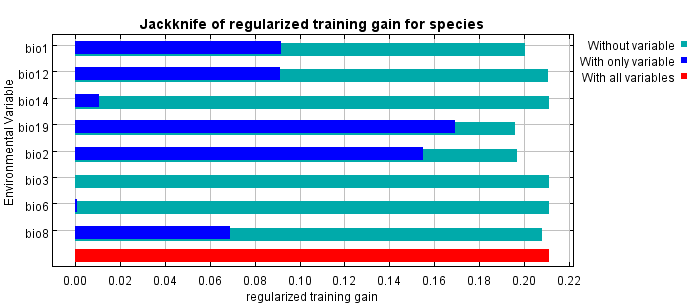 Jackknife of regularized training gain for species
Environmental Variable
bio1
bio12
bio14
bio19
bio2
bio3
bio6
bio8
0.00 0.02 0.04 0.06 0.08 0.10 0.12 0.14 0.16 0.18 0.20 0.22
regularized training gain
Without variable
With only variable
With all variables